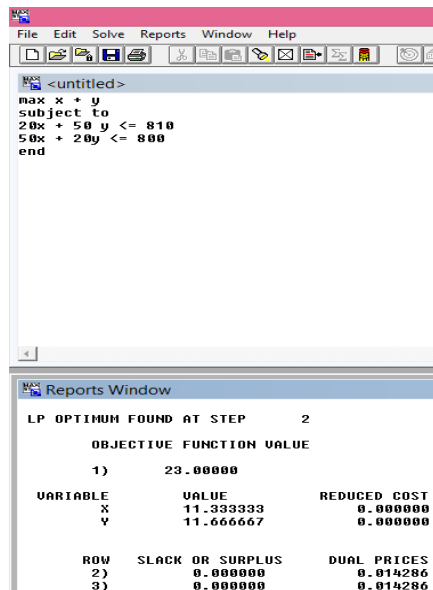 File Edit Solve Reports Window Help
<untitled>
max x + y
subject to
20x + 50 y <= 810
50x + 20y <= 800
end
Reports Window
LP OPTIMUM FOUND AT STEP 2
OBJECTIVE FUNCTION VALUE
1) 23.00000
VARIABLE VALUE REDUCED COST
X 11.333333 0.000000
Y 11.666667 0.000000
ROW SLACK OR SURPLUS DUAL PRICES
2) 0.000000 0.014286
3) 0.000000 0.014286